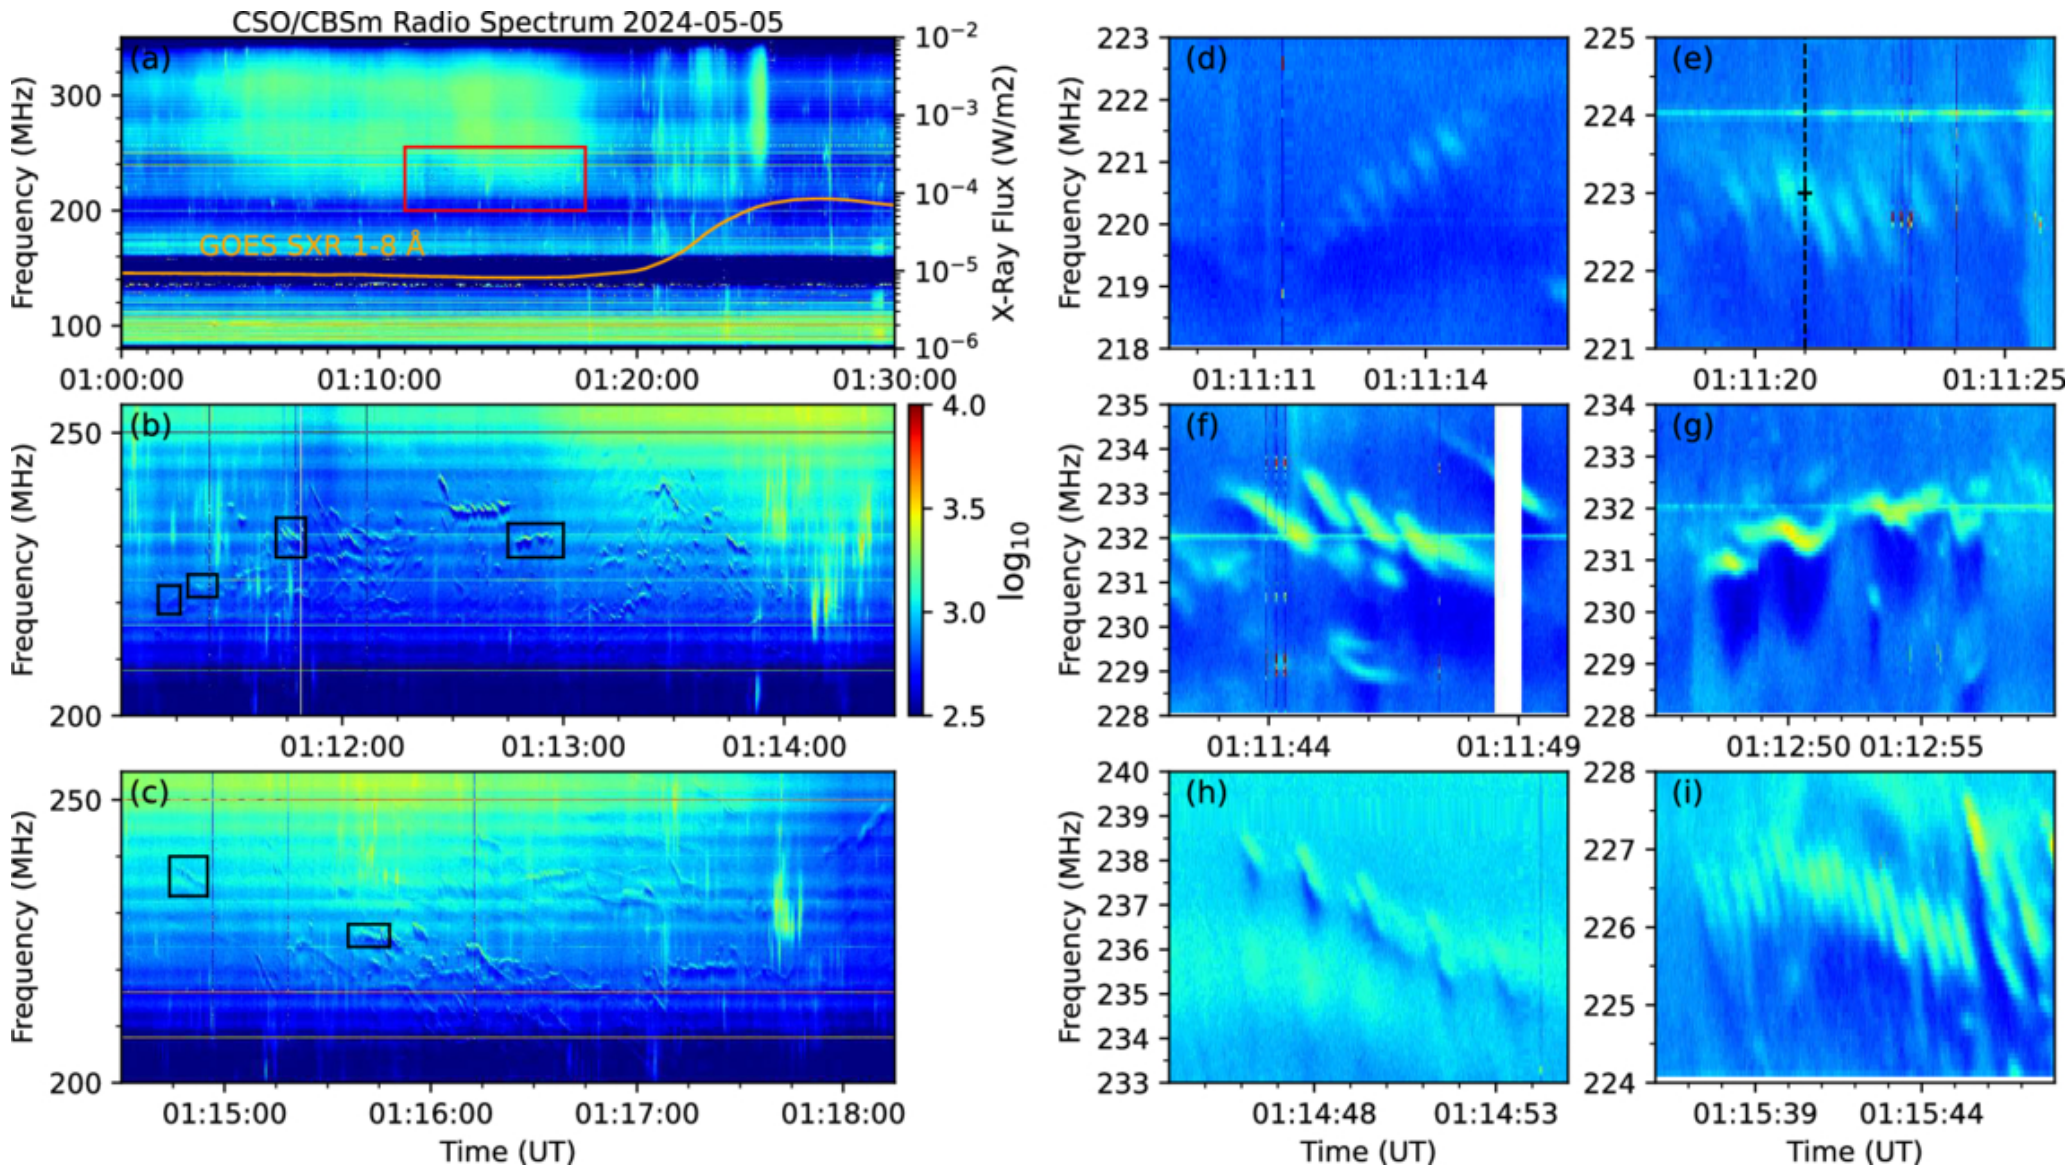 CSO/CBSm Radio Spectrum 2024-05-05
(a)
Frequency (MHz)
300
200
100
GOES SXR 1-8 Å
10⁻²
10⁻³
10⁻⁴
10⁻⁵
10⁻⁶
X-Ray Flux (W/m2)
01:00:00 01:10:00 01:20:00 01:30:00
(b)
Frequency (MHz)
250
200
01:12:00 01:13:00 01:14:00
4.0
3.5
3.0
2.5
log₁₀
(c)
Frequency (MHz)
250
200
01:15:00 01:16:00 01:17:00 01:18:00
Time (UT)
(d)
Frequency (MHz)
223
222
221
220
219
218
01:11:11 01:11:14
(e)
225
224
223
222
221
01:11:20 01:11:25
(f)
Frequency (MHz)
235
234
233
232
231
230
229
228
01:11:44 01:11:49
(g)
234
233
232
231
230
229
228
01:12:50 01:12:55
(h)
Frequency (MHz)
240
239
238
237
236
235
234
233
01:14:48 01:14:53
Time (UT)
(i)
228
227
226
225
224
01:15:39 01:15:44
Time (UT)